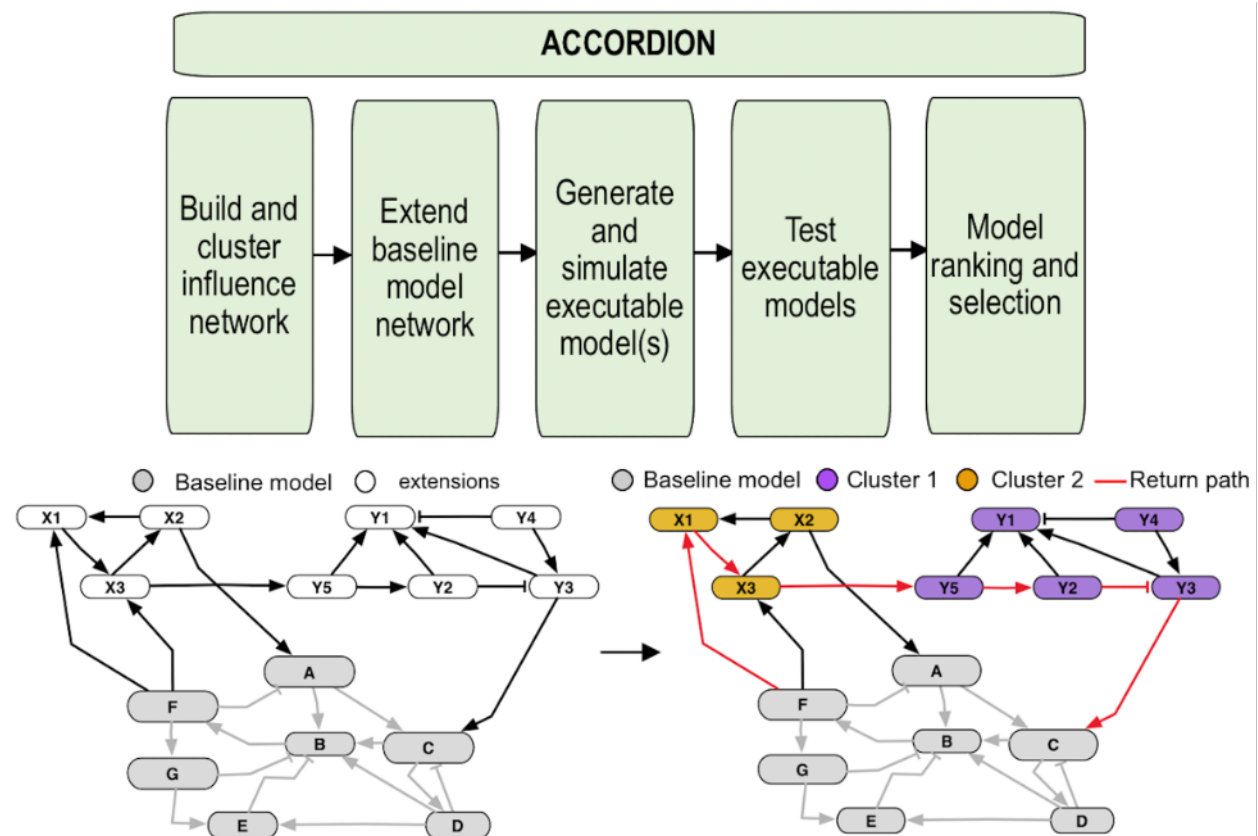 ACCORDION
Build and
cluster
influence
network
Extend
baseline
model
network
Generate
and
simulate
executable
model(s)
Test
executable
models
Model
ranking and
selection
Baseline model
extensions
X1
X2
Y1
Y4
X3
Y5
Y2
Y3
A
F
B
C
G
E
D
Baseline model
Cluster 1
Cluster 2
Return path
X1
X2
Y1
Y4
X3
Y5
Y2
Y3
A
F
B
C
G
E
D